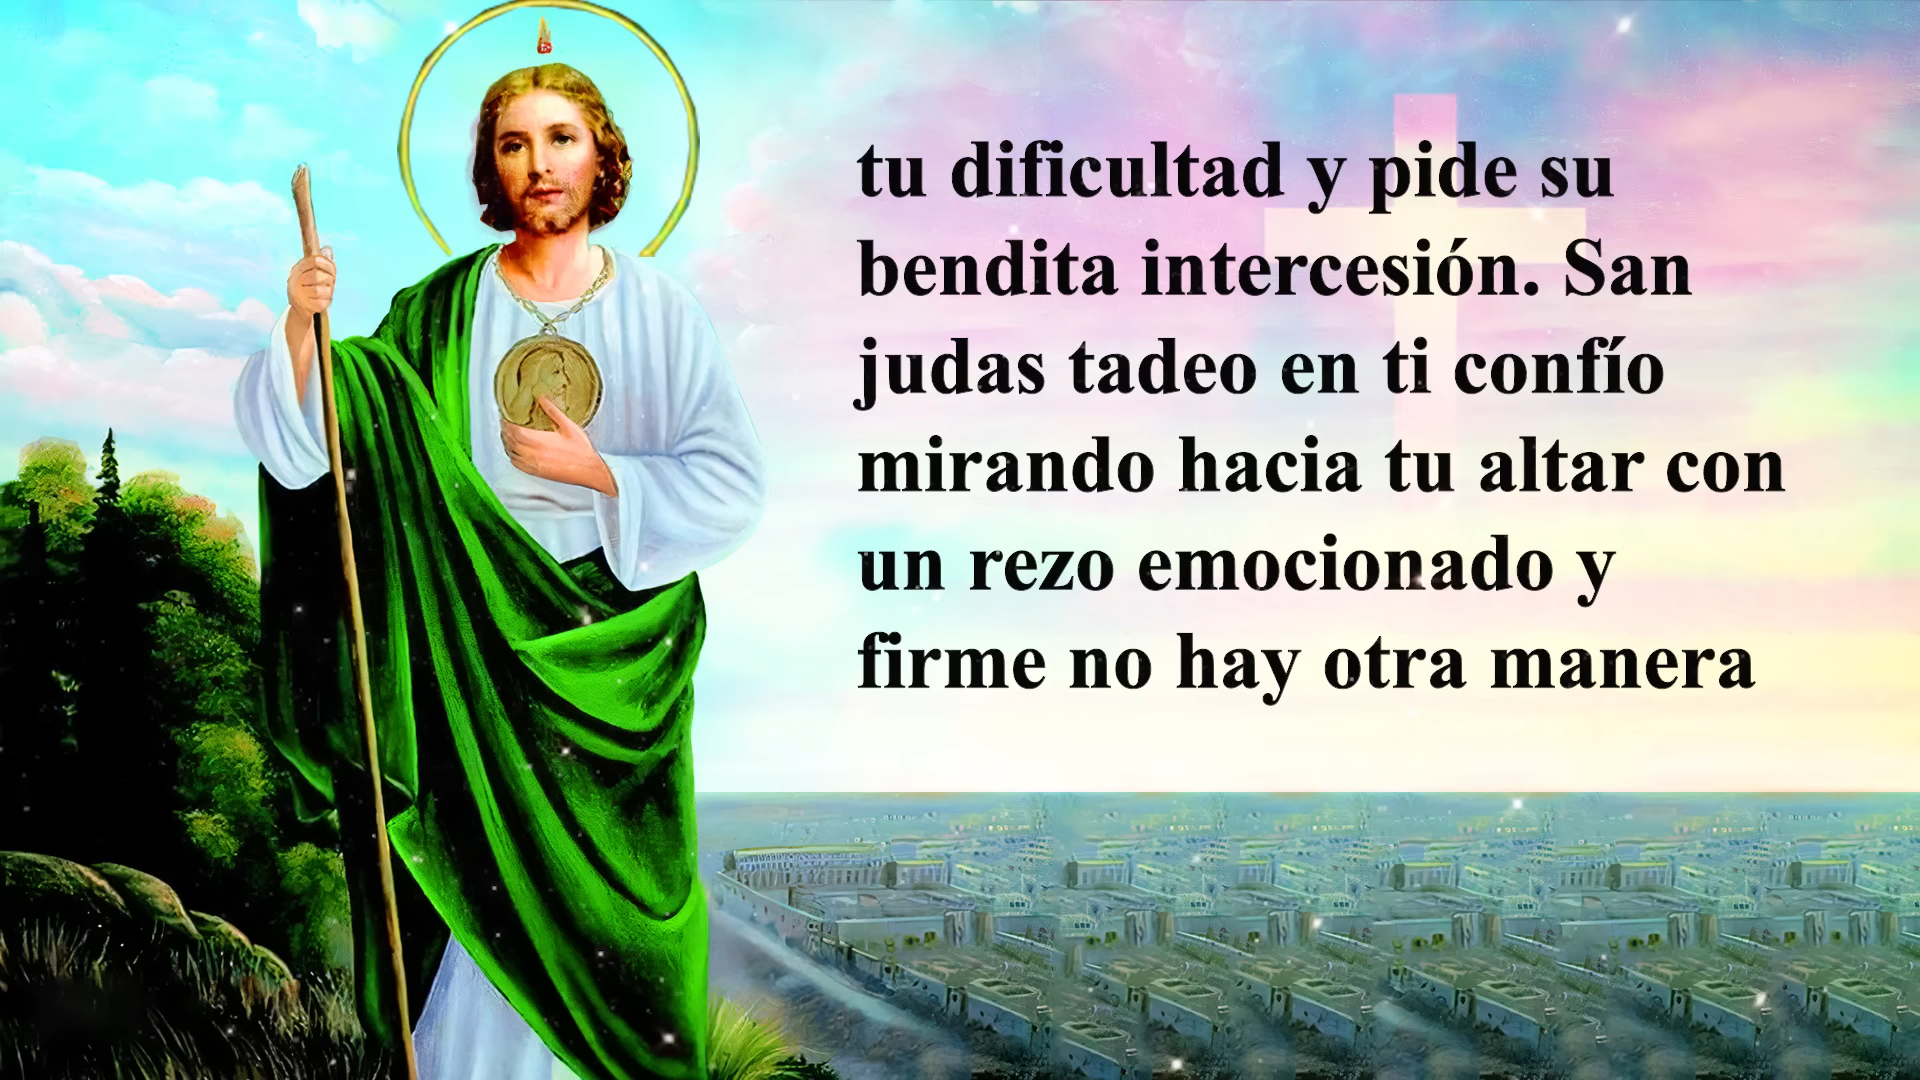 tu dificultad y pide su
bendita intercesión. San
judas tadeo en ti confío
mirando hacia tu altar con
un rezo emocionado y
firme no hay otra manera